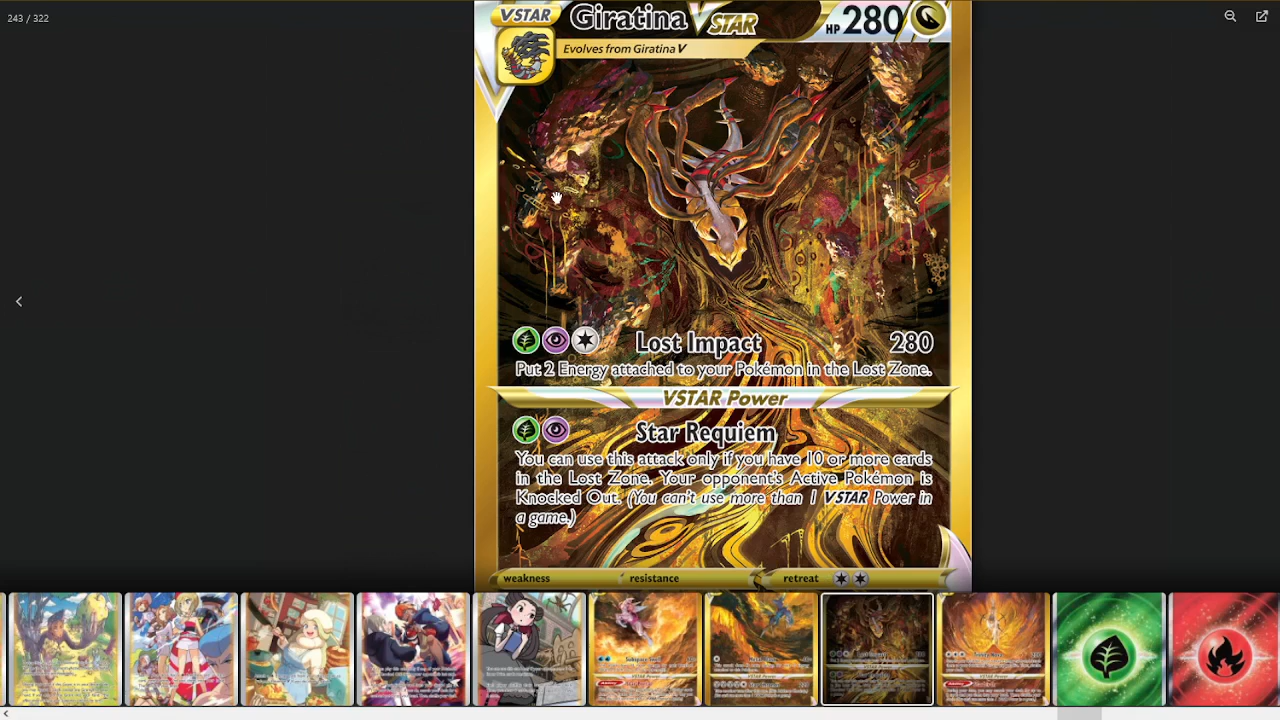 243 / 322
VSTAR
Giratina VSTAR
HP 280
Evolves from Giratina V
Lost Impact 280
Put 2 Energy attached to your Pokémon in the Lost Zone.
VSTAR Power
Star Requiem
You can use this attack only if you have 10 or more cards
in the Lost Zone. Your opponent's Active Pokémon is
Knocked Out. (You can't use more than 1 VSTAR Power in
a game.)
weakness resistance retreat